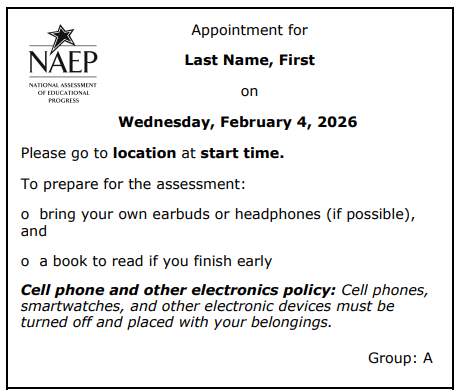 Appointment for
NAEP
NATIONAL ASSESSMENT
OF EDUCATIONAL
PROGRESS
Last Name, First
on
Wednesday, February 4, 2026
Please go to location at start time.
To prepare for the assessment:
o bring your own earbuds or headphones (if possible),
and
o a book to read if you finish early
Cell phone and other electronics policy: Cell phones,
smartwatches, and other electronic devices must be
turned off and placed with your belongings.
Group: A